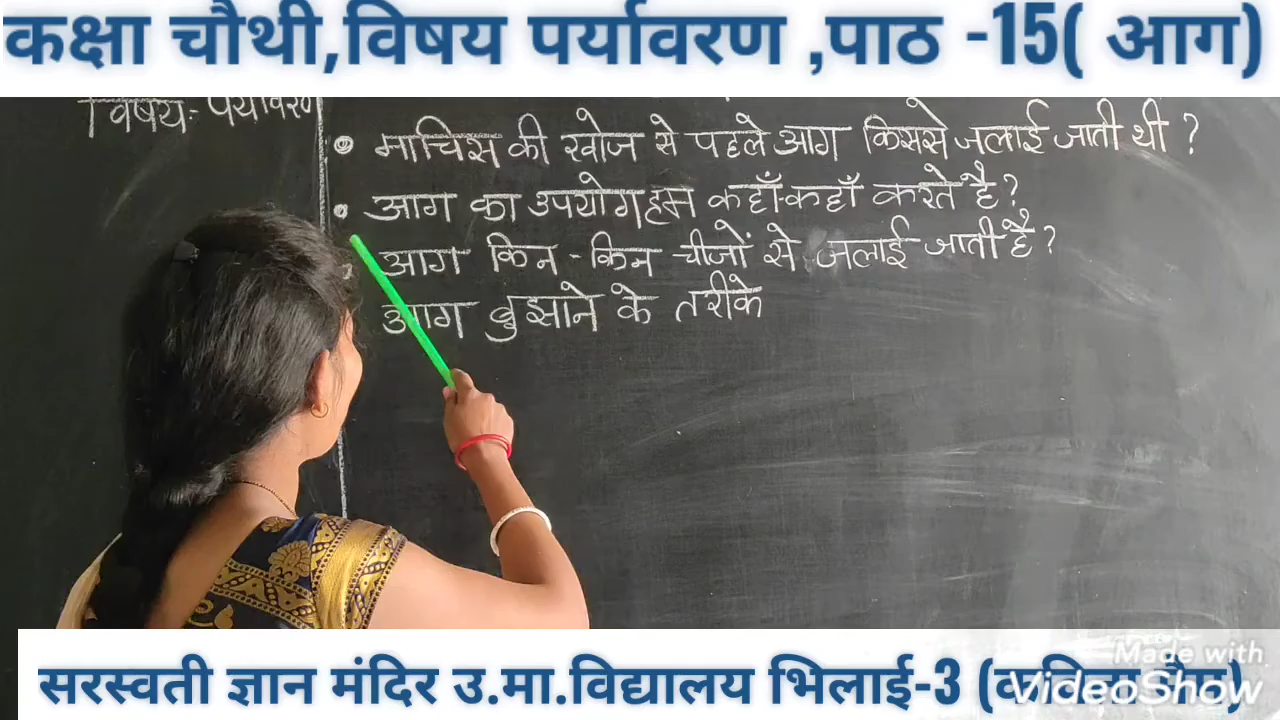 कक्षा चौथी,विषय पर्यावरण ,पाठ -15( आग)
विषय:- पर्यावरण
• माचिस की खोज से पहले आग किससे जलाई जाती थी ?
• आग का उपयोग हम कहाँ-कहाँ करते है?
आग किन - किन चीजों से जलाई जाती है?
आग बुझाने के तरीके
सरस्वती ज्ञान मंदिर उ.मा.विद्यालय भिलाई-3 (कविता
Made with
VideoShow